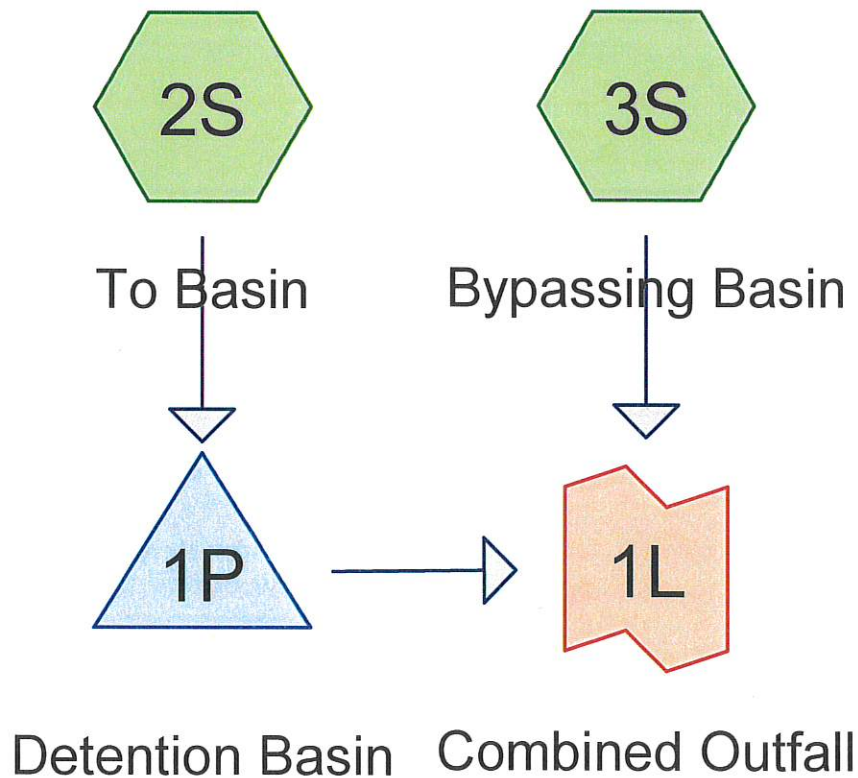 2S
3S
To Basin
Bypassing Basin
1P
1L
Detention Basin
Combined Outfall